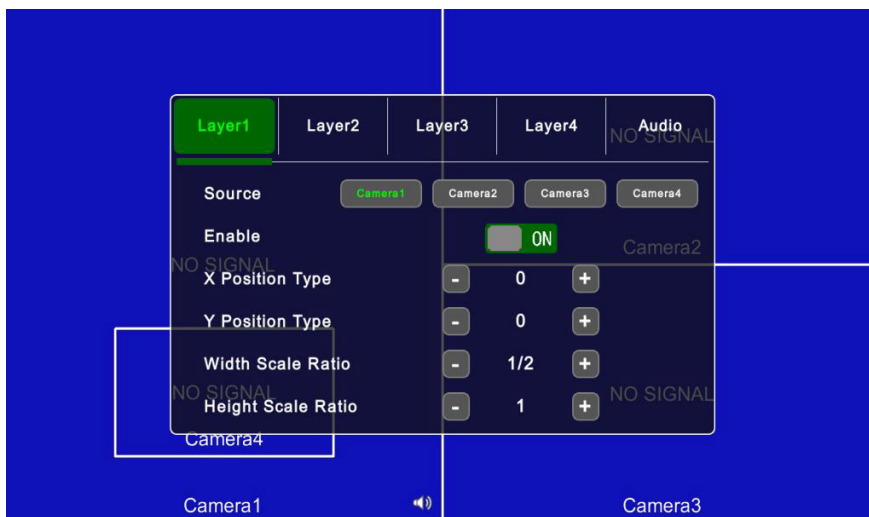 Layer1 Layer2 Layer3 Layer4 Audio
NO SIGNAL
Source Camera1 Camera2 Camera3 Camera4
Enable ON
Camera2
NO SIGNAL
X Position Type - 0 +
Y Position Type - 0 +
Width Scale Ratio - 1/2 +
NO SIGNAL NO SIGNAL
Height Scale Ratio - 1 +
Camera4
Camera1 Camera3